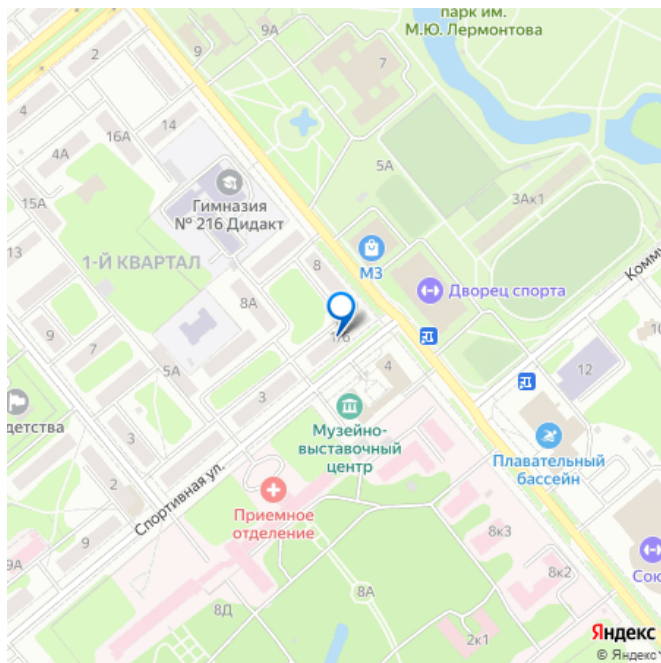 парк им.
М.Ю. Лермонтова
9А
9
2
7
4
14
16А
4А
5А
Гимназия
№ 216 Дидакт
3Ак1
15А
1-Й КВАРТАЛ
13
8
МЗ
Дворец спорта
Комму
8А
1/6
9
7
5А
4
12
3
детства
3
Музейно-
выставочный
центр
Плавательный
бассейн
Спортивная ул.
2
Приемное
отделение
9
8к3
Сою
9А
8к2
8А
8Д
2к1
Яндекс
© Яндекс